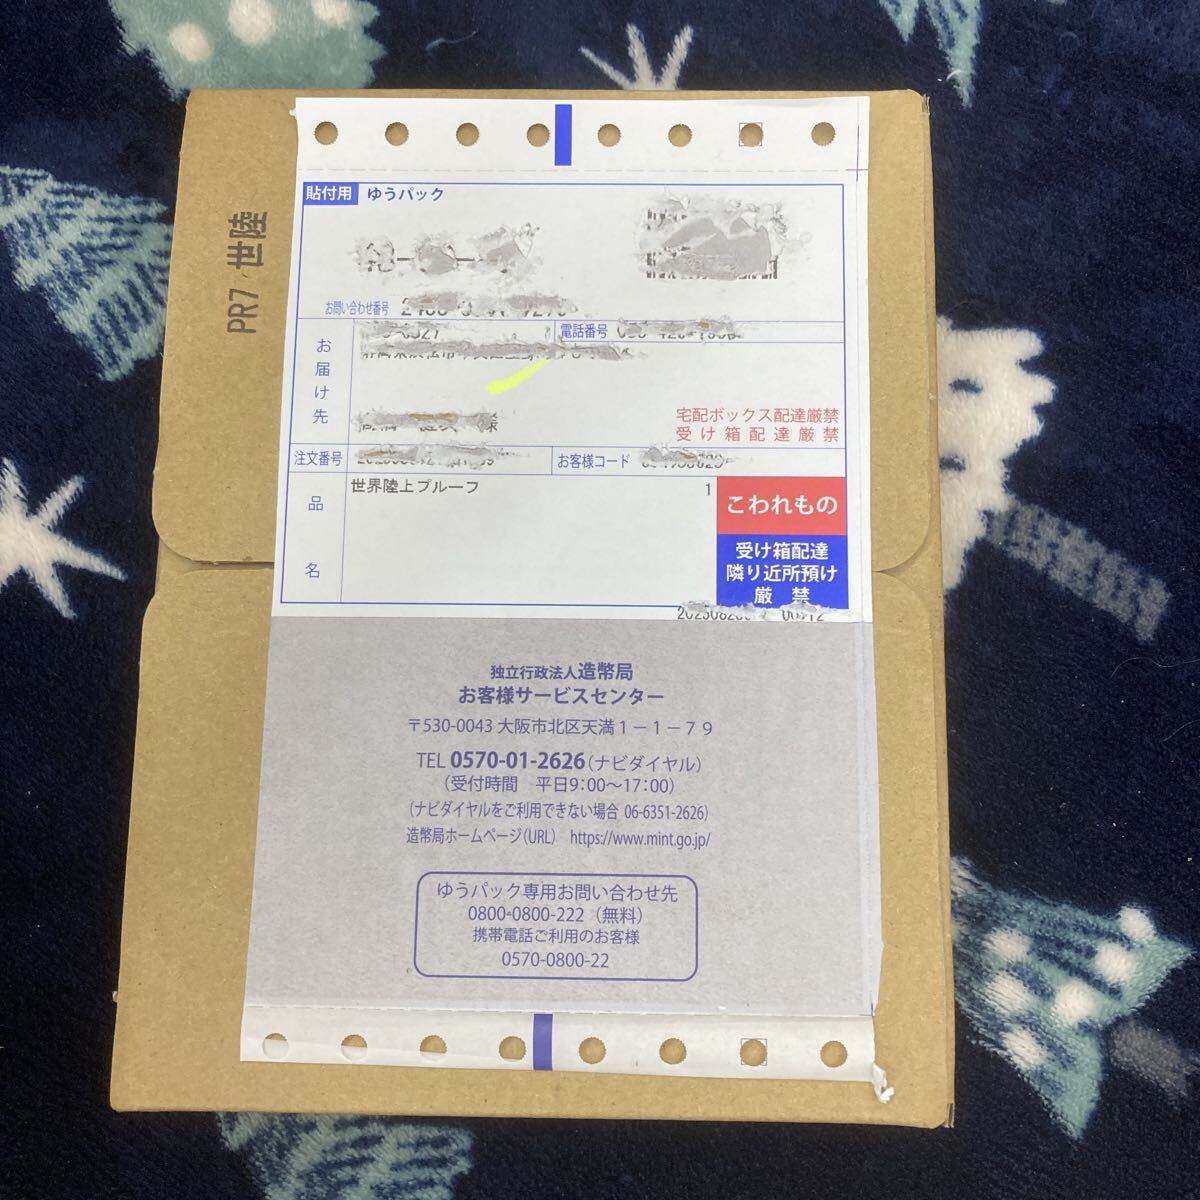 PR7 世陸
貼付用 ゆうパック
お問い合わせ番号
お届け先
電話番号
様
宅配ボックス配達厳禁
受け箱配達厳禁
注文番号
お客様コード
品名
世界陸上プルーフ 1
こわれもの
受け箱配達
隣り近所預け
厳 禁
独立行政法人造幣局
お客様サービスセンター
〒530-0043 大阪市北区天満1-1-79
TEL 0570-01-2626(ナビダイヤル)
(受付時間 平日9:00〜17:00)
(ナビダイヤルをご利用できない場合 06-6351-2626)
造幣局ホームページ(URL) https://www.mint.go.jp/
ゆうパック専用お問い合わせ先
0800-0800-222(無料)
携帯電話ご利用のお客様
0570-0800-22